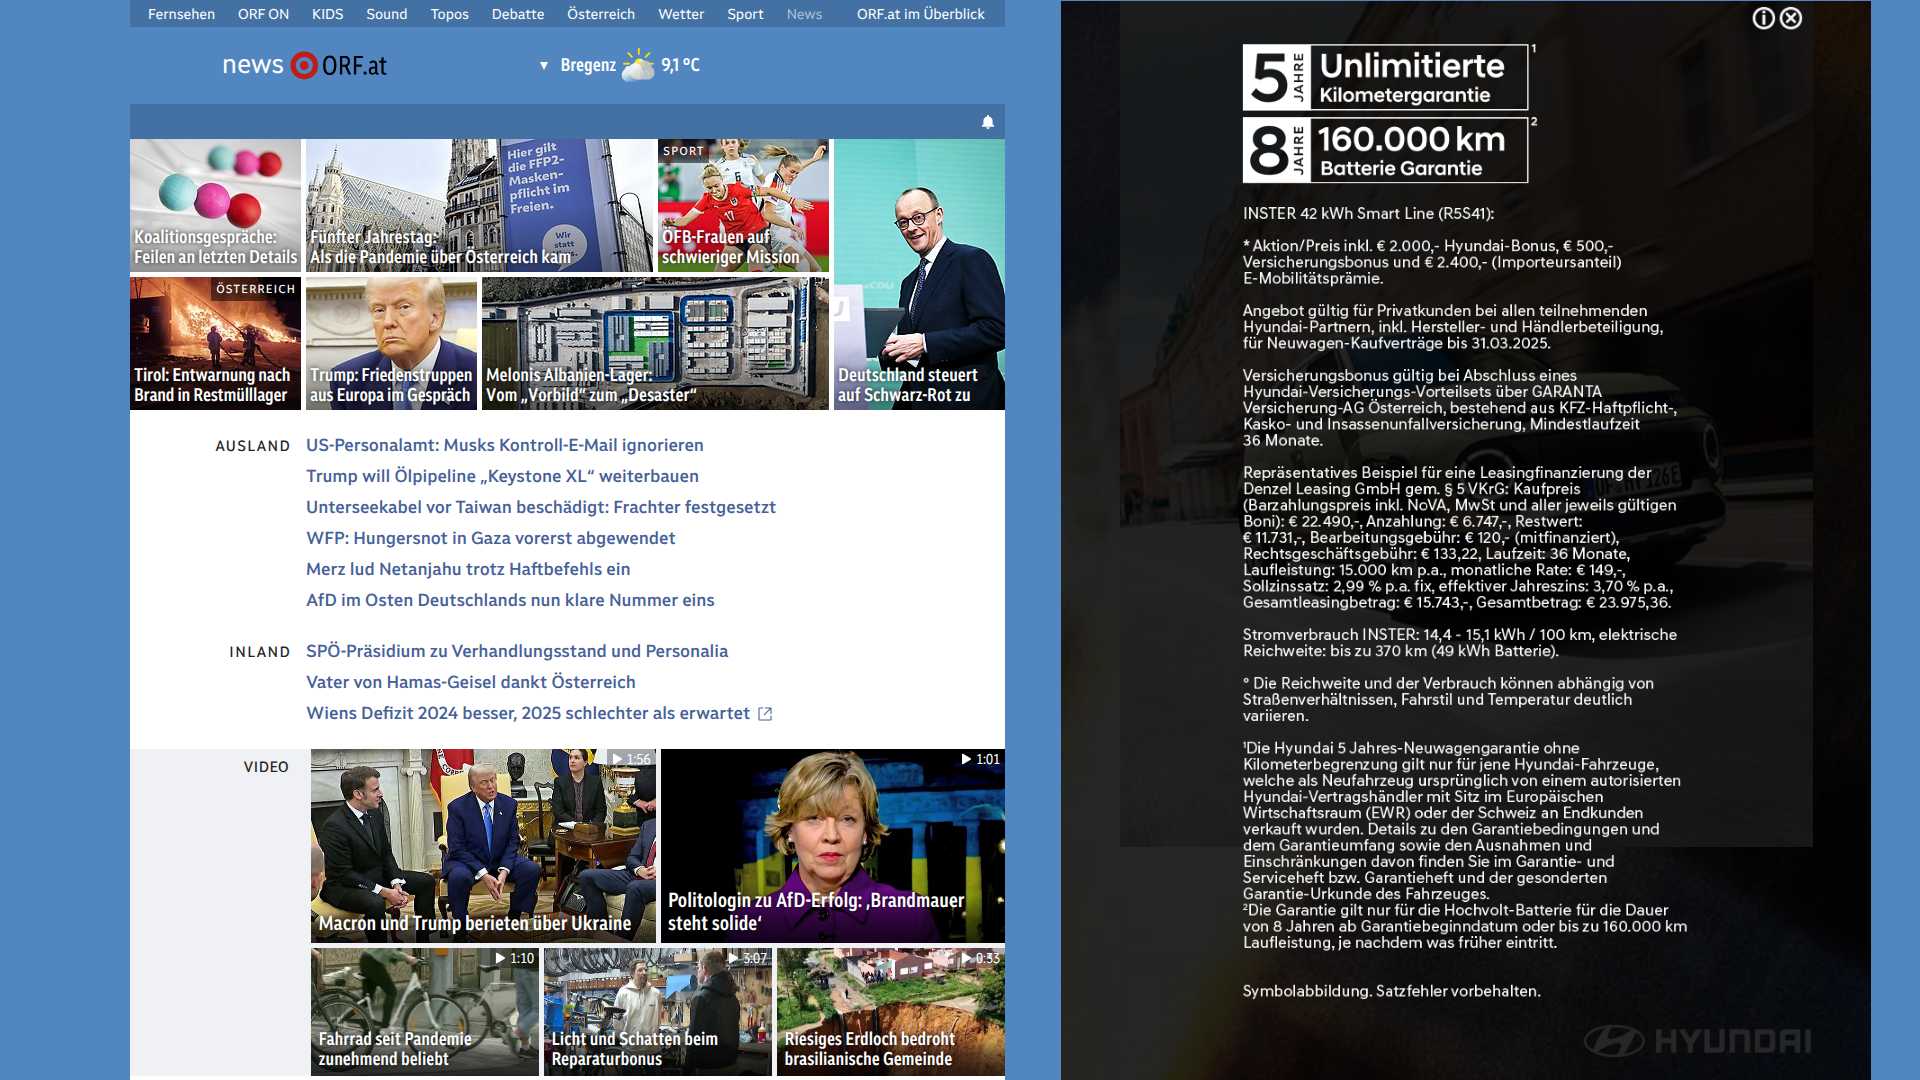 Fernsehen ORF ON KIDS Sound Topos Debatte Österreich Wetter Sport News ORF.at im Überblick
news ORF.at
▼ Bregenz 9,1 °C
Koalitionsgespräche:
Feilen an letzten Details
Hier gilt
die FFP2-
Masken-
pflicht im
Freien.
Wir
statt
Fünfter Jahrestag:
Als die Pandemie über Österreich kam
SPORT
ÖFB-Frauen auf
schwieriger Mission
ÖSTERREICH
Tirol: Entwarnung nach
Brand in Restmülllager
Trump: Friedenstruppen
aus Europa im Gespräch
Melonis Albanien-Lager:
Vom „Vorbild“ zum „Desaster“
Deutschland steuert
auf Schwarz-Rot zu
AUSLAND
US-Personalamt: Musks Kontroll-E-Mail ignorieren
Trump will Ölpipeline „Keystone XL“ weiterbauen
Unterseekabel vor Taiwan beschädigt: Frachter festgesetzt
WFP: Hungersnot in Gaza vorerst abgewendet
Merz lud Netanjahu trotz Haftbefehls ein
AfD im Osten Deutschlands nun klare Nummer eins
INLAND
SPÖ-Präsidium zu Verhandlungsstand und Personalia
Vater von Hamas-Geisel dankt Österreich
Wiens Defizit 2024 besser, 2025 schlechter als erwartet
VIDEO
1:56
Macron und Trump berieten über Ukraine
1:01
Politologin zu AfD-Erfolg: ‚Brandmauer
steht solide‘
1:10
Fahrrad seit Pandemie
zunehmend beliebt
3:07
Licht und Schatten beim
Reparaturbonus
0:33
Riesiges Erdloch bedroht
brasilianische Gemeinde
5 JAHRE Unlimitierte Kilometergarantie 1
8 JAHRE 160.000 km Batterie Garantie 2
INSTER 42 kWh Smart Line (R5S41):
* Aktion/Preis inkl. € 2.000,- Hyundai-Bonus, € 500,-
Versicherungsbonus und € 2.400,- (Importeursanteil)
E-Mobilitätsprämie.
Angebot gültig für Privatkunden bei allen teilnehmenden
Hyundai-Partnern, inkl. Hersteller- und Händlerbeteiligung,
für Neuwagen-Kaufverträge bis 31.03.2025.
Versicherungsbonus gültig bei Abschluss eines
Hyundai-Versicherungs-Vorteilsets über GARANTA
Versicherung-AG Österreich, bestehend aus KFZ-Haftpflicht-,
Kasko- und Insassenunfallversicherung, Mindestlaufzeit
36 Monate.
Repräsentatives Beispiel für eine Leasingfinanzierung der
Denzel Leasing GmbH gem. § 5 VKrG: Kaufpreis
(Barzahlungspreis inkl. NoVA, MwSt und aller jeweils gültigen
Boni): € 22.490,-, Anzahlung: € 6.747,-, Restwert:
€ 11.731,-, Bearbeitungsgebühr: € 120,- (mitfinanziert),
Rechtsgeschäftsgebühr: € 133,22, Laufzeit: 36 Monate,
Laufleistung: 15.000 km p.a., monatliche Rate: € 149,-,
Sollzinssatz: 2,99 % p.a. fix, effektiver Jahreszins: 3,70 % p.a.,
Gesamtleasingbetrag: € 15.743,-, Gesamtbetrag: € 23.975,36.
Stromverbrauch INSTER: 14,4 - 15,1 kWh / 100 km, elektrische
Reichweite: bis zu 370 km (49 kWh Batterie).
° Die Reichweite und der Verbrauch können abhängig von
Straßenverhältnissen, Fahrstil und Temperatur deutlich
variieren.
¹Die Hyundai 5 Jahres-Neuwagengarantie ohne
Kilometerbegrenzung gilt nur für jene Hyundai-Fahrzeuge,
welche als Neufahrzeug ursprünglich von einem autorisierten
Hyundai-Vertragshändler mit Sitz im Europäischen
Wirtschaftsraum (EWR) oder der Schweiz an Endkunden
verkauft wurden. Details zu den Garantiebedingungen und
dem Garantieumfang sowie den Ausnahmen und
Einschränkungen davon finden Sie im Garantie- und
Serviceheft bzw. Garantieheft und der gesonderten
Garantie-Urkunde des Fahrzeuges.
²Die Garantie gilt nur für die Hochvolt-Batterie für die Dauer
von 8 Jahren ab Garantiebeginndatum oder bis zu 160.000 km
Laufleistung, je nachdem was früher eintritt.
Symbolabbildung. Satzfehler vorbehalten.
HYUNDAI